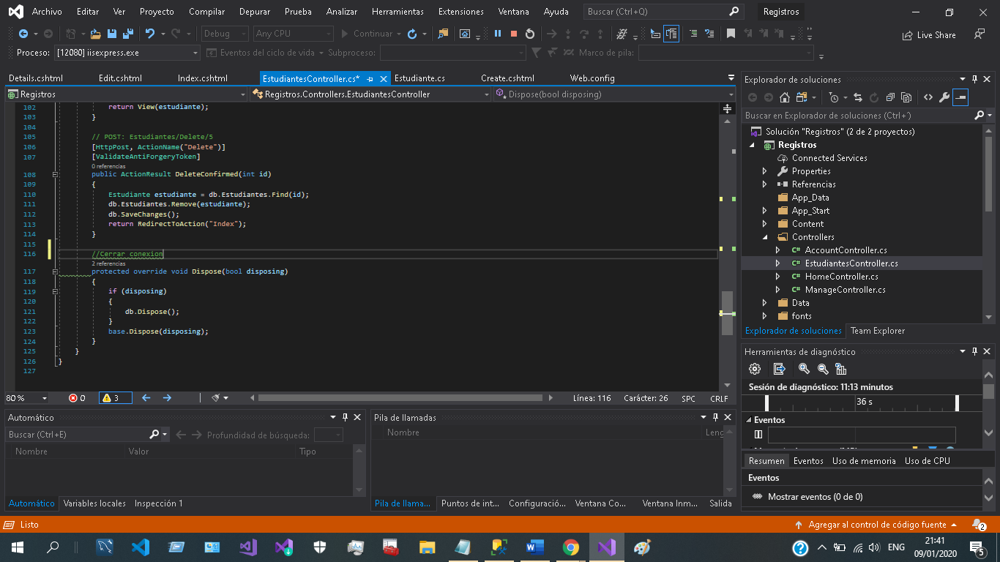 Archivo Editar Ver Proyecto Compilar Depurar Prueba Analizar Herramientas Extensiones Ventana Ayuda Buscar (Ctrl+Q) Registros
Debug Any CPU Continuar Live Share
Proceso: [12080] iisexpress.exe Eventos del ciclo de vida Subproceso: Marco de pila:
Details.cshtml Edit.cshtml Index.cshtml EstudiantesController.cs* Estudiante.cs Create.cshtml Web.config
Registros Registros.Controllers.EstudiantesController Dispose(bool disposing)
102 return View(estudiante);
103 }
104
105 // POST: Estudiantes/Delete/5
106 [HttpPost, ActionName("Delete")]
107 [ValidateAntiForgeryToken]
0 referencias
108 public ActionResult DeleteConfirmed(int id)
109 {
110 Estudiante estudiante = db.Estudiantes.Find(id);
111 db.Estudiantes.Remove(estudiante);
112 db.SaveChanges();
113 return RedirectToAction("Index");
114 }
115
116 //Cerrar conexion
2 referencias
117 protected override void Dispose(bool disposing)
118 {
119 if (disposing)
120 {
121 db.Dispose();
122 }
123 base.Dispose(disposing);
124 }
125 }
126 }
127
80 % 0 3 Línea: 116 Carácter: 26 SPC CRLF
Explorador de soluciones
Buscar en Explorador de soluciones (Ctrl+´)
Solución "Registros" (2 de 2 proyectos)
Registros
Connected Services
Properties
Referencias
App_Data
App_Start
Content
Controllers
C# AccountController.cs
C# EstudiantesController.cs
C# HomeController.cs
C# ManageController.cs
Data
fonts
Explorador de soluciones Team Explorer
Herramientas de diagnóstico
Sesión de diagnóstico: 11:13 minutos
36 s
Eventos
Resumen Eventos Uso de memoria Uso de CPU
Eventos
Mostrar eventos (0 de 0)
Automático
Buscar (Ctrl+E) Profundidad de búsqueda:
Nombre Valor Tipo
Automático Variables locales Inspección 1
Pila de llamadas
Nombre Leng
Pila de llama... Puntos de int... Configuració... Ventana Co... Ventana Inm... Salida
Listo Agregar al control de código fuente 2
ENG 21:41
09/01/2020 5